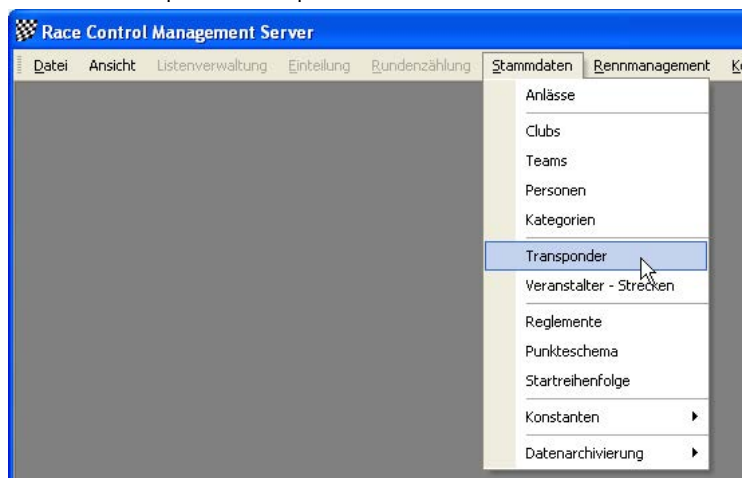 Race Control Management Server
Datei Ansicht Listenverwaltung Einteilung Rundenzählung Stammdaten Rennmanagement
Anlässe
Clubs
Teams
Personen
Kategorien
Transponder
Veranstalter - Strecken
Reglemente
Punkteschema
Startreihenfolge
Konstanten
Datenarchivierung